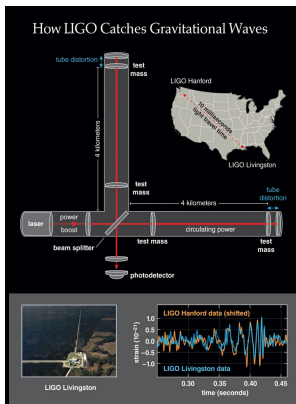 How LIGO Catches Gravitational Waves
tube distortion
test
mass
4 kilometers
LIGO Hanford
10 milliseconds
light travel time
LIGO Livingston
test
mass
tube
distortion
4 kilometers
laser
power
boost
circulating power
beam splitter
test mass
test
mass
photodetector
LIGO Livingston
LIGO Hanford data (shifted)
strain (10⁻²¹)
1.0
0.5
0.0
−0.5
−1.0
LIGO Livingston data
0.30
0.35
0.40
0.45
time (seconds)